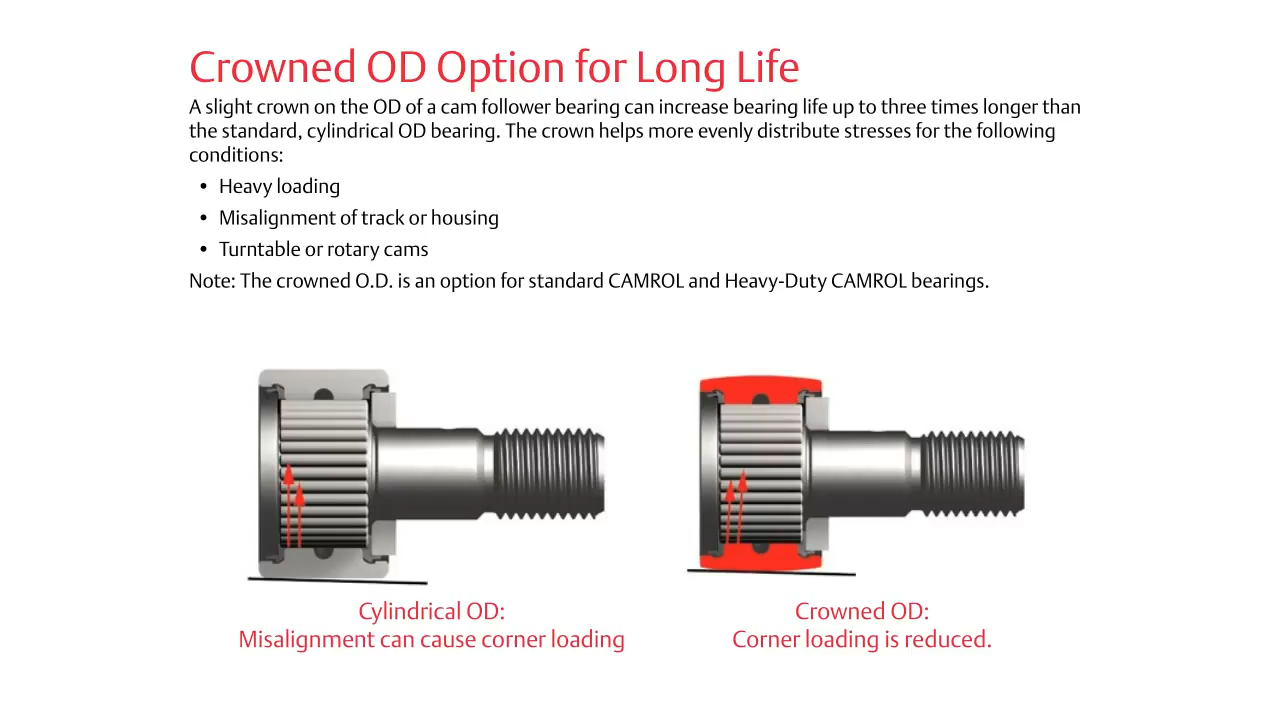 Crowned OD Option for Long Life
A slight crown on the OD of a cam follower bearing can increase bearing life up to three times longer than
the standard, cylindrical OD bearing. The crown helps more evenly distribute stresses for the following
conditions:
• Heavy loading
• Misalignment of track or housing
• Turntable or rotary cams
Note: The crowned O.D. is an option for standard CAMROL and Heavy-Duty CAMROL bearings.
Cylindrical OD:
Misalignment can cause corner loading
Crowned OD:
Corner loading is reduced.